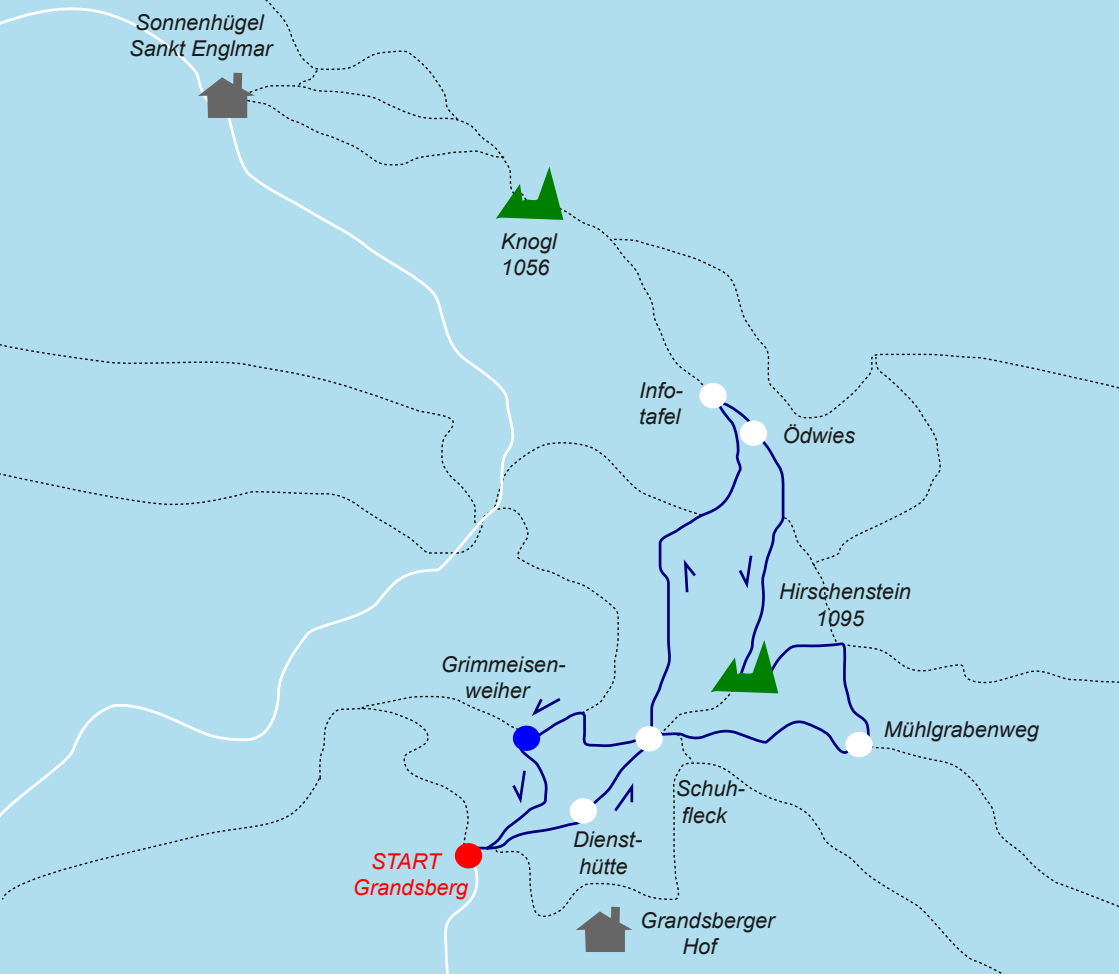 Sonnenhügel
Sankt Englmar
Knogl
1056
Info-
tafel
Ödwies
Hirschenstein
1095
Grimmeisen-
weiher
Mühlgrabenweg
Schuh-
fleck
Dienst-
hütte
START
Grandsberg
Grandsberger
Hof